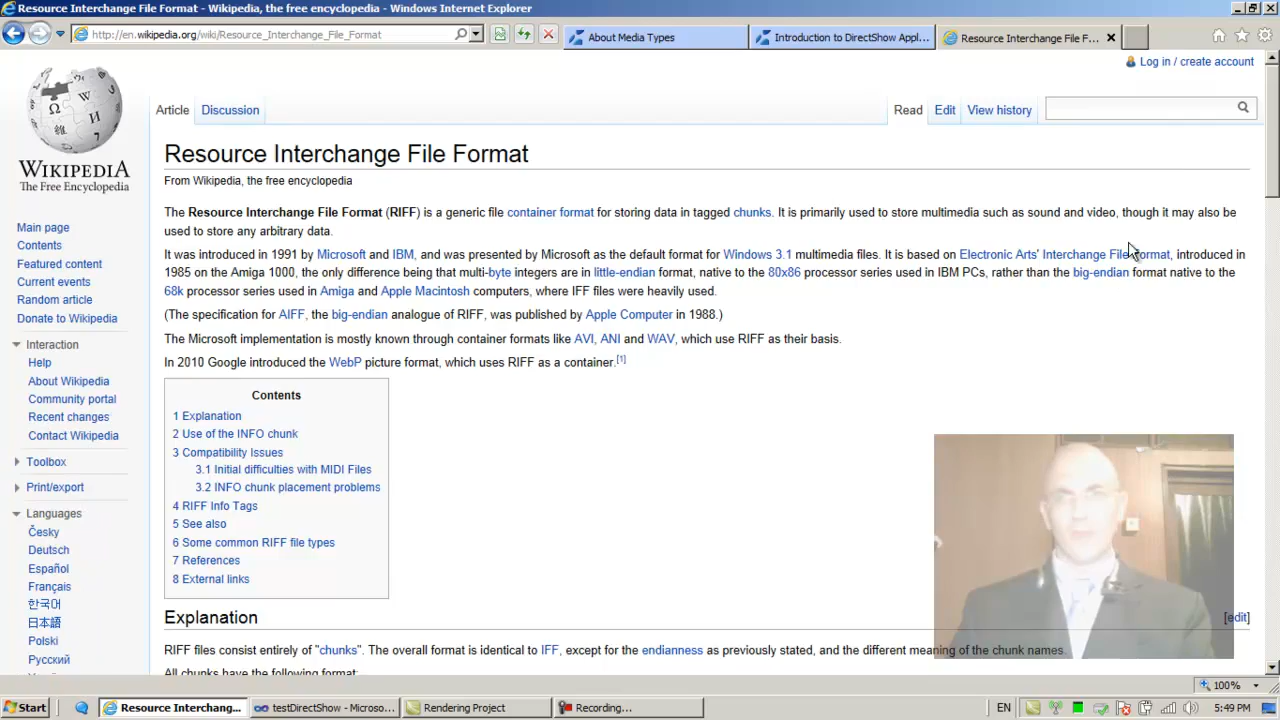 Resource Interchange File Format - Wikipedia, the free encyclopedia - Windows Internet Explorer
http://en.wikipedia.org/wiki/Resource_Interchange_File_Format
About Media Types
Introduction to DirectShow Appl...
Resource Interchange File F...
Log in / create account
Article Discussion Read Edit View history
WIKIPEDIA
The Free Encyclopedia
Main page
Contents
Featured content
Current events
Random article
Donate to Wikipedia
Interaction
Help
About Wikipedia
Community portal
Recent changes
Contact Wikipedia
Toolbox
Print/export
Languages
Česky
Deutsch
Español
Français
한국어
日本語
Polski
Русский
Resource Interchange File Format
From Wikipedia, the free encyclopedia
The Resource Interchange File Format (RIFF) is a generic file container format for storing data in tagged chunks. It is primarily used to store multimedia such as sound and video, though it may also be
used to store any arbitrary data.
It was introduced in 1991 by Microsoft and IBM, and was presented by Microsoft as the default format for Windows 3.1 multimedia files. It is based on Electronic Arts' Interchange File Format, introduced in
1985 on the Amiga 1000, the only difference being that multi-byte integers are in little-endian format, native to the 80x86 processor series used in IBM PCs, rather than the big-endian format native to the
68k processor series used in Amiga and Apple Macintosh computers, where IFF files were heavily used.
(The specification for AIFF, the big-endian analogue of RIFF, was published by Apple Computer in 1988.)
The Microsoft implementation is mostly known through container formats like AVI, ANI and WAV, which use RIFF as their basis.
In 2010 Google introduced the WebP picture format, which uses RIFF as a container.[1]
Contents
1 Explanation
2 Use of the INFO chunk
3 Compatibility Issues
3.1 Initial difficulties with MIDI Files
3.2 INFO chunk placement problems
4 RIFF Info Tags
5 See also
6 Some common RIFF file types
7 References
8 External links
Explanation
[edit]
RIFF files consist entirely of "chunks". The overall format is identical to IFF, except for the endianness as previously stated, and the different meaning of the chunk names.
All chunks have the following format:
100%
Start
Resource Interchang...
testDirectShow - Microso...
Rendering Project
Recording...
EN
5:49 PM